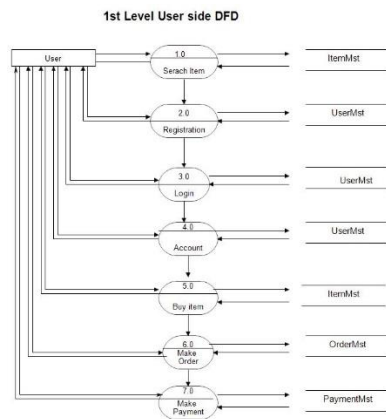 1st Level User side DFD
User
1.0
Serach Item
ItemMst
2.0
Registration
UserMst
3.0
Login
UserMst
4.0
Account
UserMst
5.0
Buy item
ItemMst
6.0
Make
Order
OrderMst
7.0
Make
Payment
PaymentMst